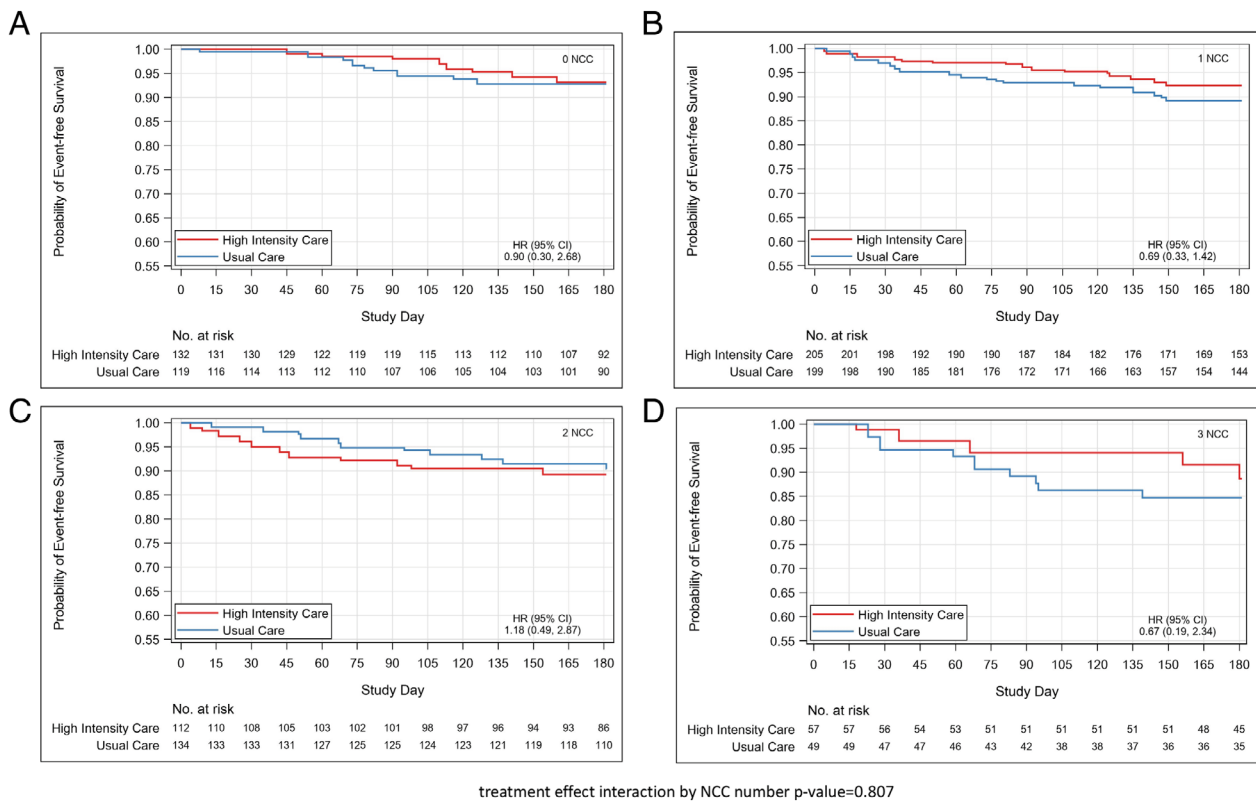 A
1.00
0.95
0.90
0.85
0.80
0.75
0.70
0.65
0.60
0.55
Probability of Event-free Survival
0 NCC
High Intensity Care
Usual Care
HR (95% CI)
0.90 (0.30, 2.68)
0 15 30 45 60 75 90 105 120 135 150 165 180
Study Day
No. at risk
High Intensity Care 132 131 130 129 122 119 119 115 113 112 110 107 92
Usual Care 119 116 114 113 112 110 107 106 105 104 103 101 90
B
1.00
0.95
0.90
0.85
0.80
0.75
0.70
0.65
0.60
0.55
Probability of Event-free Survival
1 NCC
High Intensity Care
Usual Care
HR (95% CI)
0.69 (0.33, 1.42)
0 15 30 45 60 75 90 105 120 135 150 165 180
Study Day
No. at risk
High Intensity Care 205 201 198 192 190 190 187 184 182 176 171 169 153
Usual Care 199 198 190 185 181 176 172 171 166 163 157 154 144
C
1.00
0.95
0.90
0.85
0.80
0.75
0.70
0.65
0.60
0.55
Probability of Event-free Survival
2 NCC
High Intensity Care
Usual Care
HR (95% CI)
1.18 (0.49, 2.87)
0 15 30 45 60 75 90 105 120 135 150 165 180
Study Day
No. at risk
High Intensity Care 112 110 108 105 103 102 101 98 97 96 94 93 86
Usual Care 134 133 133 131 127 125 125 124 123 121 119 118 110
D
1.00
0.95
0.90
0.85
0.80
0.75
0.70
0.65
0.60
0.55
Probability of Event-free Survival
3 NCC
High Intensity Care
Usual Care
HR (95% CI)
0.67 (0.19, 2.34)
0 15 30 45 60 75 90 105 120 135 150 165 180
Study Day
No. at risk
High Intensity Care 57 57 56 54 53 51 51 51 51 51 51 48 45
Usual Care 49 49 47 47 46 43 42 38 38 37 36 36 35
treatment effect interaction by NCC number p-value=0.807